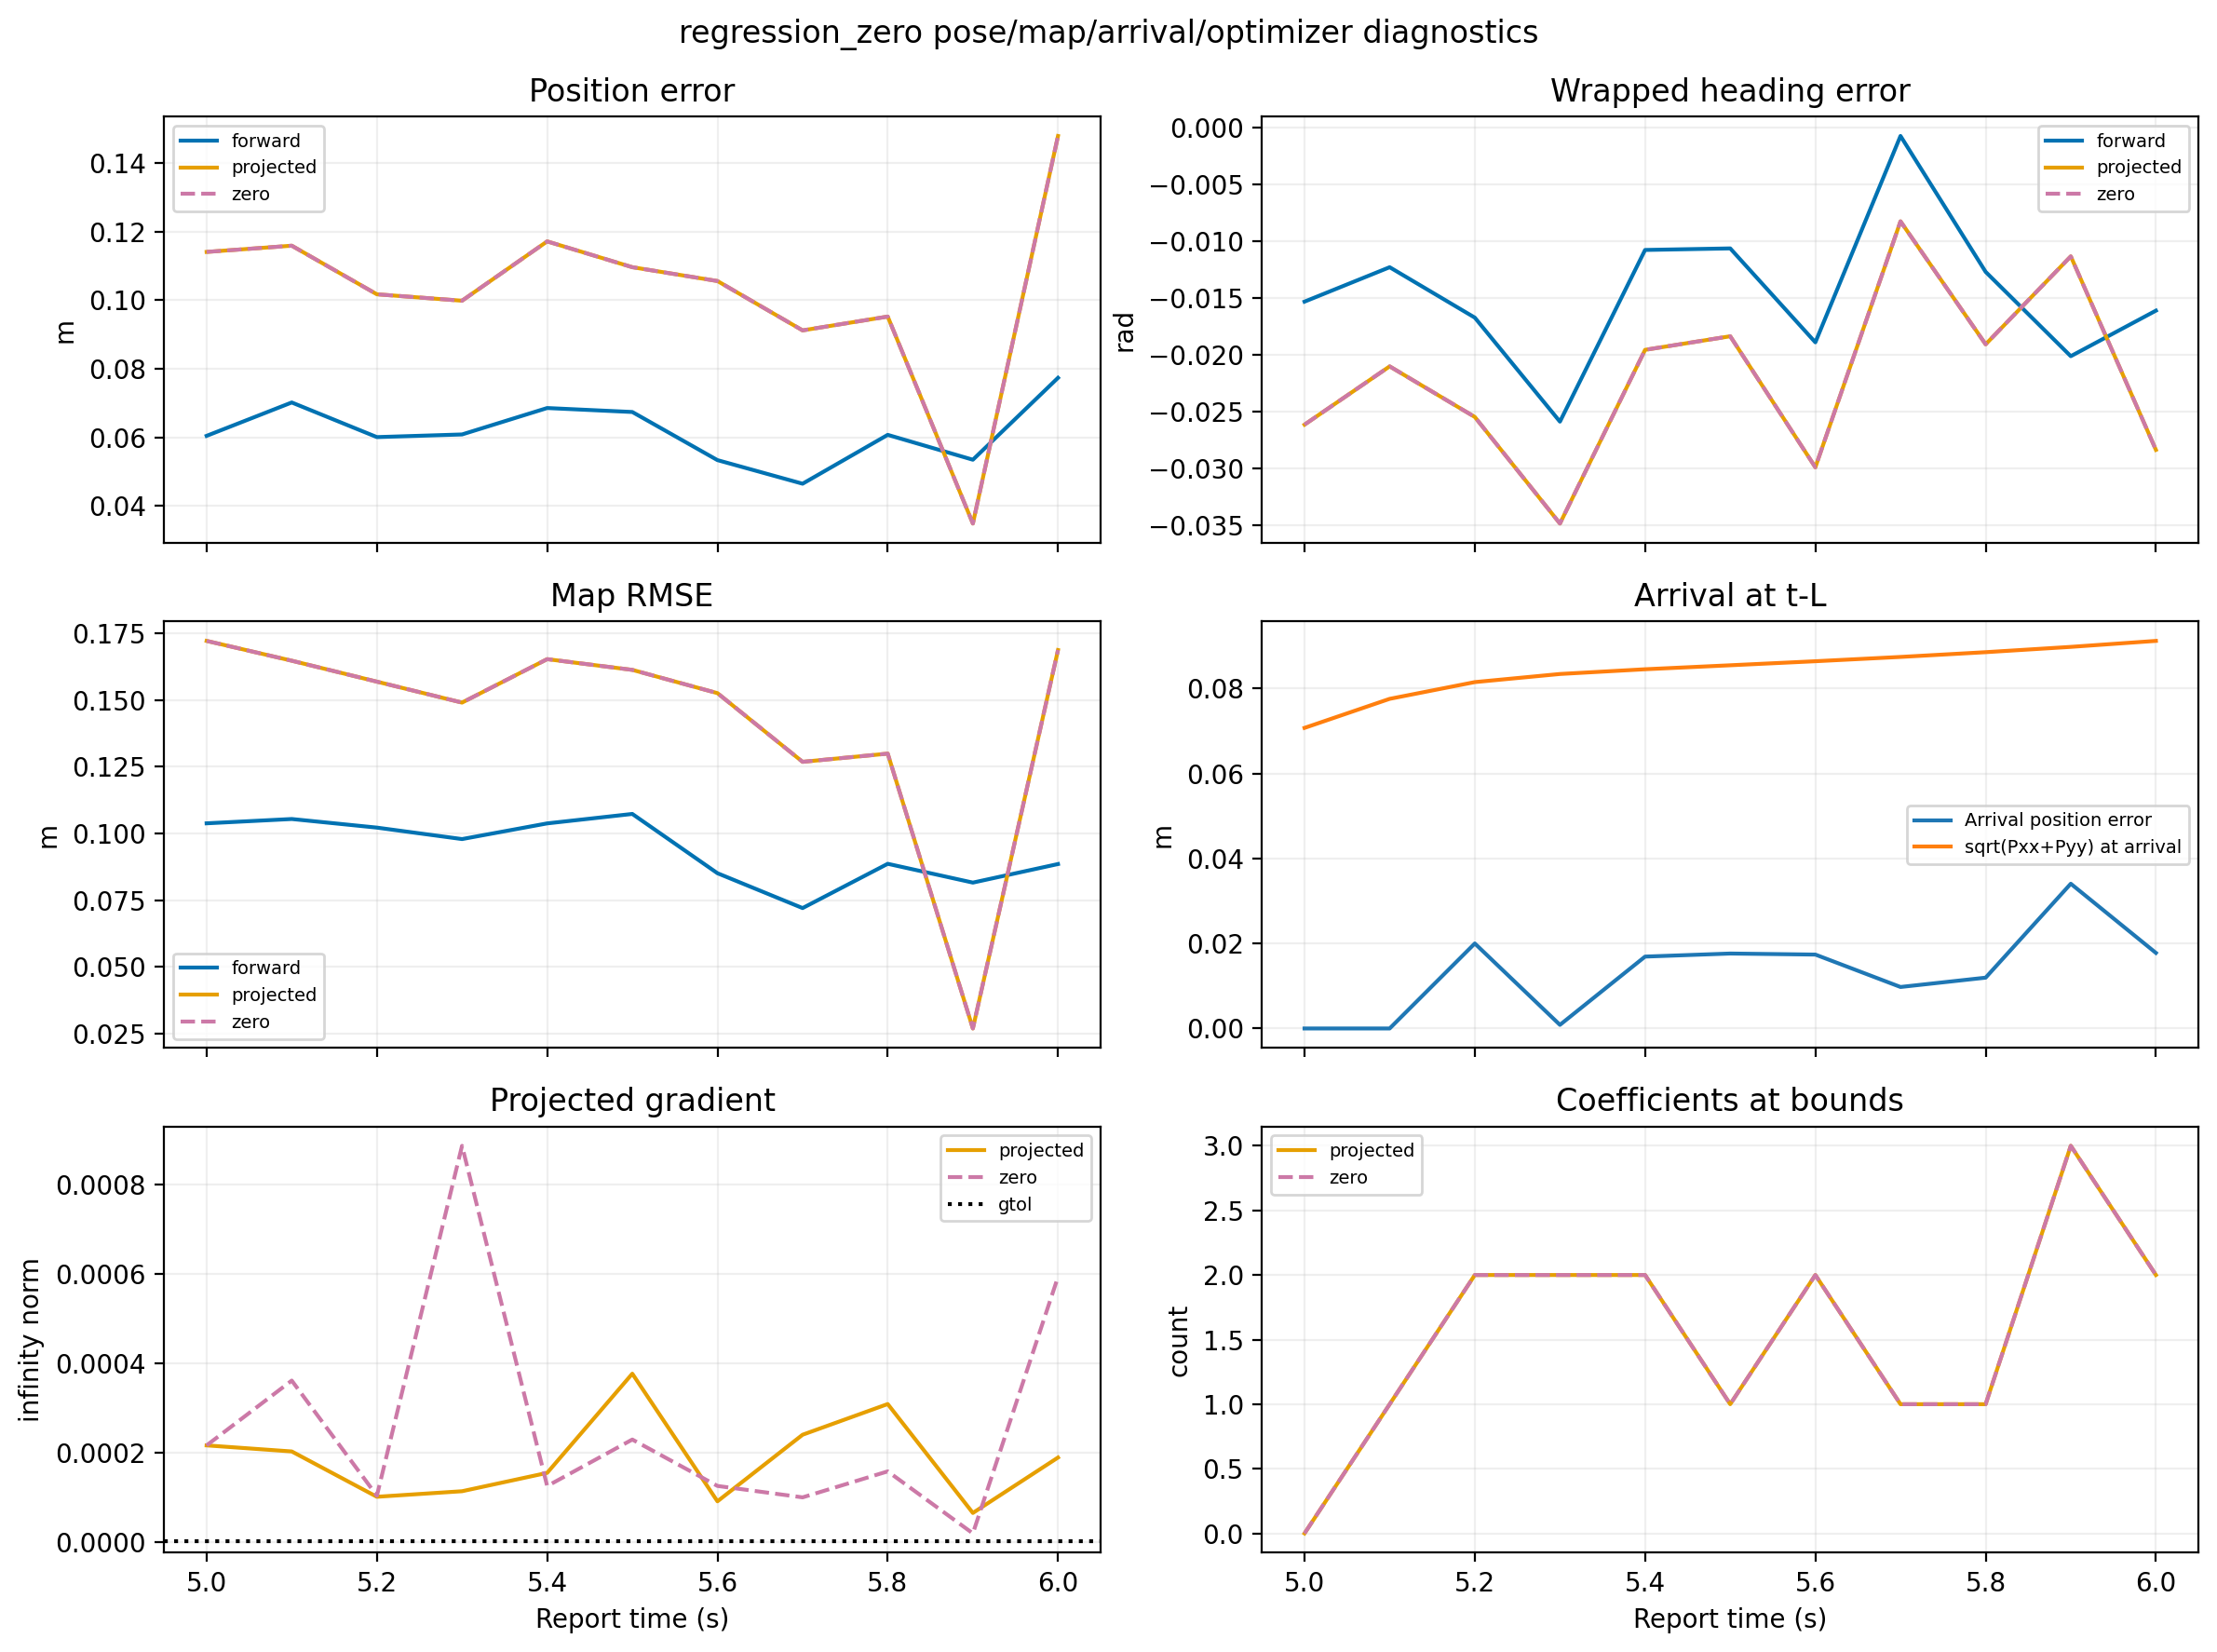 regression_zero pose/map/arrival/optimizer diagnostics
Position error
m
0.14
0.12
0.10
0.08
0.06
0.04
forward
projected
zero
Wrapped heading error
rad
0.000
−0.005
−0.010
−0.015
−0.020
−0.025
−0.030
−0.035
forward
projected
zero
Map RMSE
m
0.175
0.150
0.125
0.100
0.075
0.050
0.025
forward
projected
zero
Arrival at t-L
m
0.08
0.06
0.04
0.02
0.00
Arrival position error
sqrt(Pxx+Pyy) at arrival
Projected gradient
infinity norm
0.0008
0.0006
0.0004
0.0002
0.0000
projected
zero
gtol
5.0 5.2 5.4 5.6 5.8 6.0
Report time (s)
Coefficients at bounds
count
3.0
2.5
2.0
1.5
1.0
0.5
0.0
projected
zero
5.0 5.2 5.4 5.6 5.8 6.0
Report time (s)